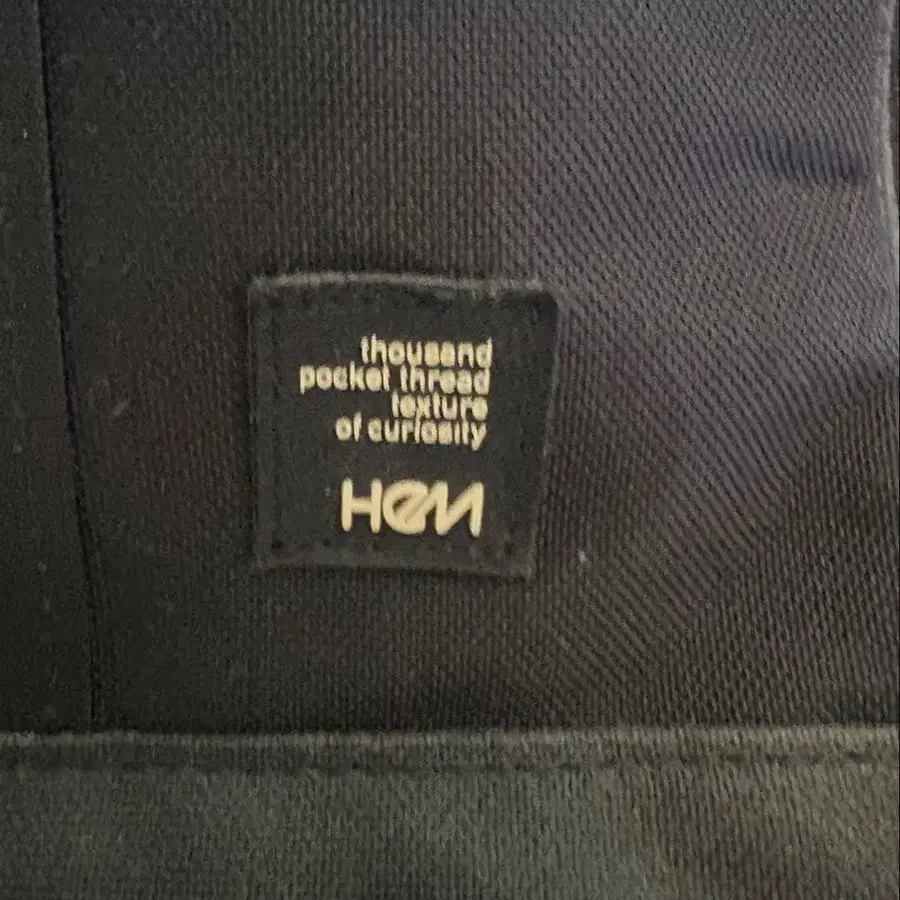 thousand
pocket thread
texture
of curiosity
HeM